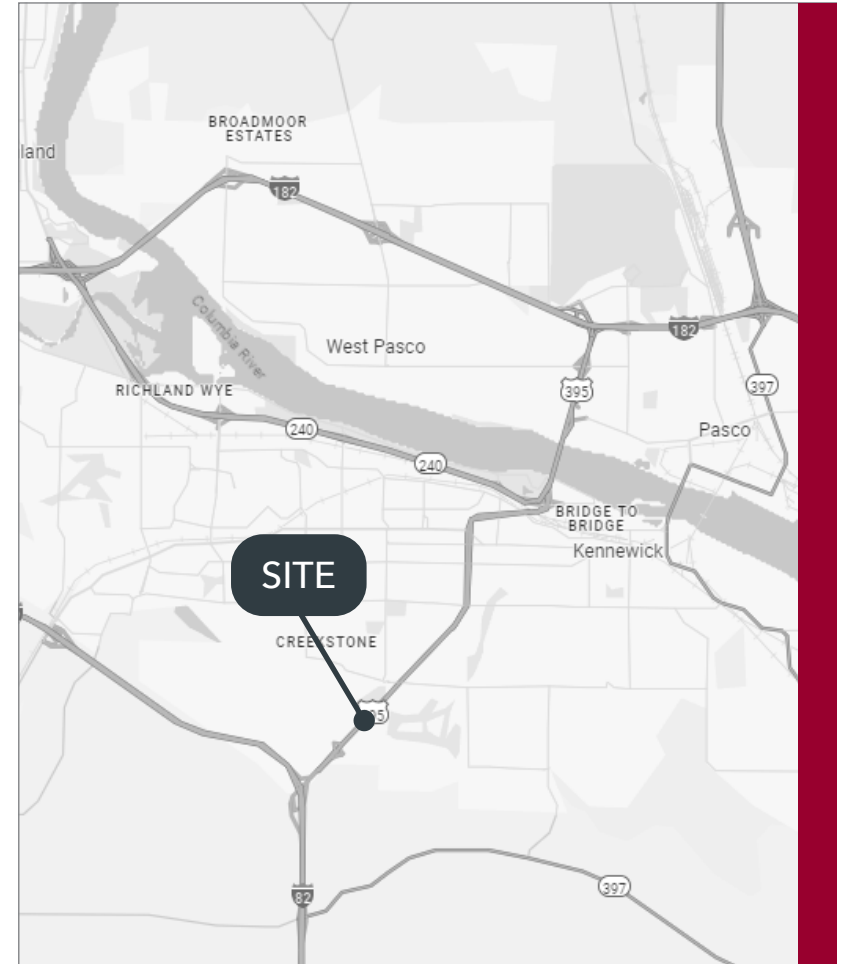 BROADMOOR
ESTATES
land
182
Columbia River
West Pasco
182
RICHLAND WYE
395
397
240
Pasco
240
BRIDGE TO
BRIDGE
Kennewick
SITE
CREEKSTONE
397
82